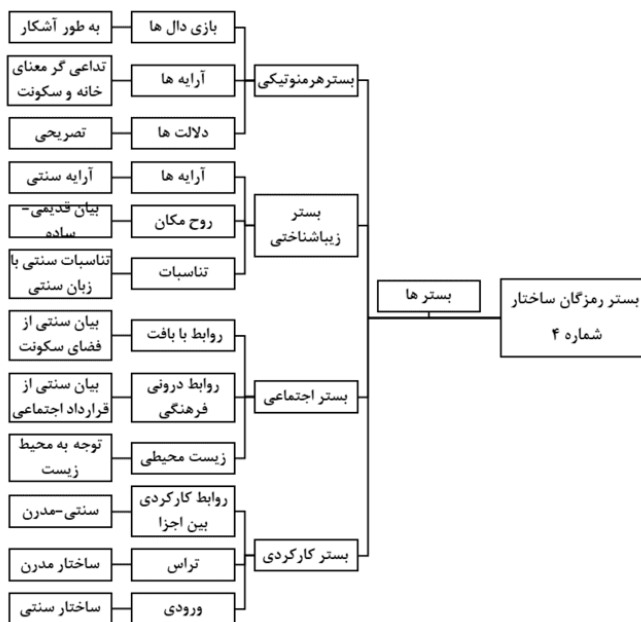 بستر رمزگان ساختار
شماره ۴
بستر ها
بسترهرمنوتیکی
بازی دال ها
به طور آشکار
آرایه ها
تداعی گر معنای
خانه و سکونت
دلالت ها
تصریحی
بستر
زیباشناختی
آرایه ها
آرایه سنتی
روح مکان
بیان قدیمی-
ساده
تناسبات
تناسبات سنتی با
زبان سنتی
بستر اجتماعی
روابط با بافت
بیان سنتی از
فضای سکونت
روابط درونی
فرهنگی
بیان سنتی از
قرارداد اجتماعی
زیست محیطی
توجه به محیط
زیست
بستر کارکردی
روابط کارکردی
بین اجزا
سنتی-مدرن
تراس
ساختار مدرن
ورودی
ساختار سنتی